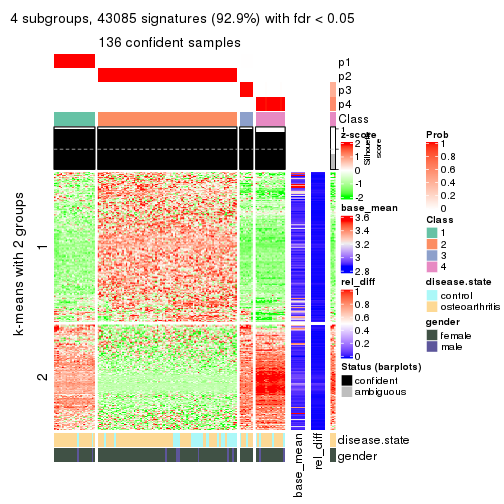 4 subgroups, 43085 signatures (92.9%) with fdr < 0.05
136 confident samples
p1
p2
p3
p4
Class
1
Silhouette score
k-means with 2 groups
1
2
disease.state
gender
base_mean
rel_diff
z-score
2
1
0
-1
-2
base_mean
3.6
3.4
3.2
3
2.8
rel_diff
1
0.8
0.6
0.4
0.2
0
Status (barplots)
confident
ambiguous
Prob
1
0.8
0.6
0.4
0.2
0
Class
1
2
3
4
disease.state
control
osteoarthritis
gender
female
male